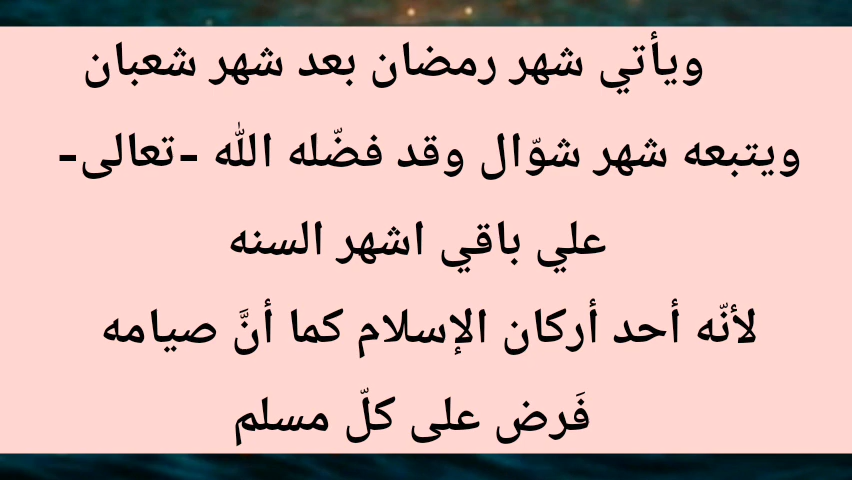 ويأتي شهر رمضان بعد شهر شعبان
ويتبعه شهر شوّال وقد فضّله الله -تعالى-
علي باقي اشهر السنه
لأنّه أحد أركان الإسلام كما أنَّ صيامه
فَرض على كلّ مسلم